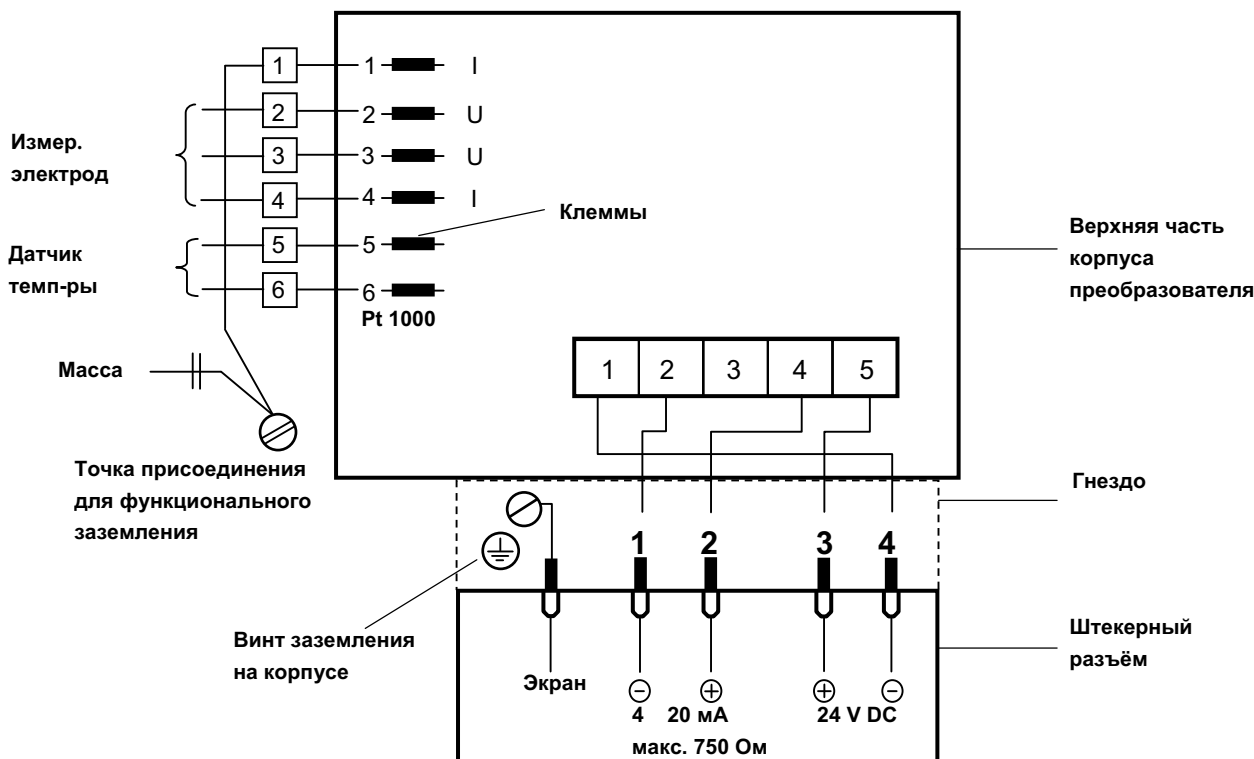 1 1 I
2 2 U
3 3 U
4 4 I
5 5
6 6
Pt 1000
Измер.
электрод
Датчик
темп-ры
Клеммы
Верхняя часть
корпуса
преобразователя
Масса
1 2 3 4 5
Точка присоединения
для функционального
заземления
Гнездо
1 2 3 4
Винт заземления
на корпусе
Экран
4 20 мА
24 V DC
макс. 750 Ом
Штекерный
разъём